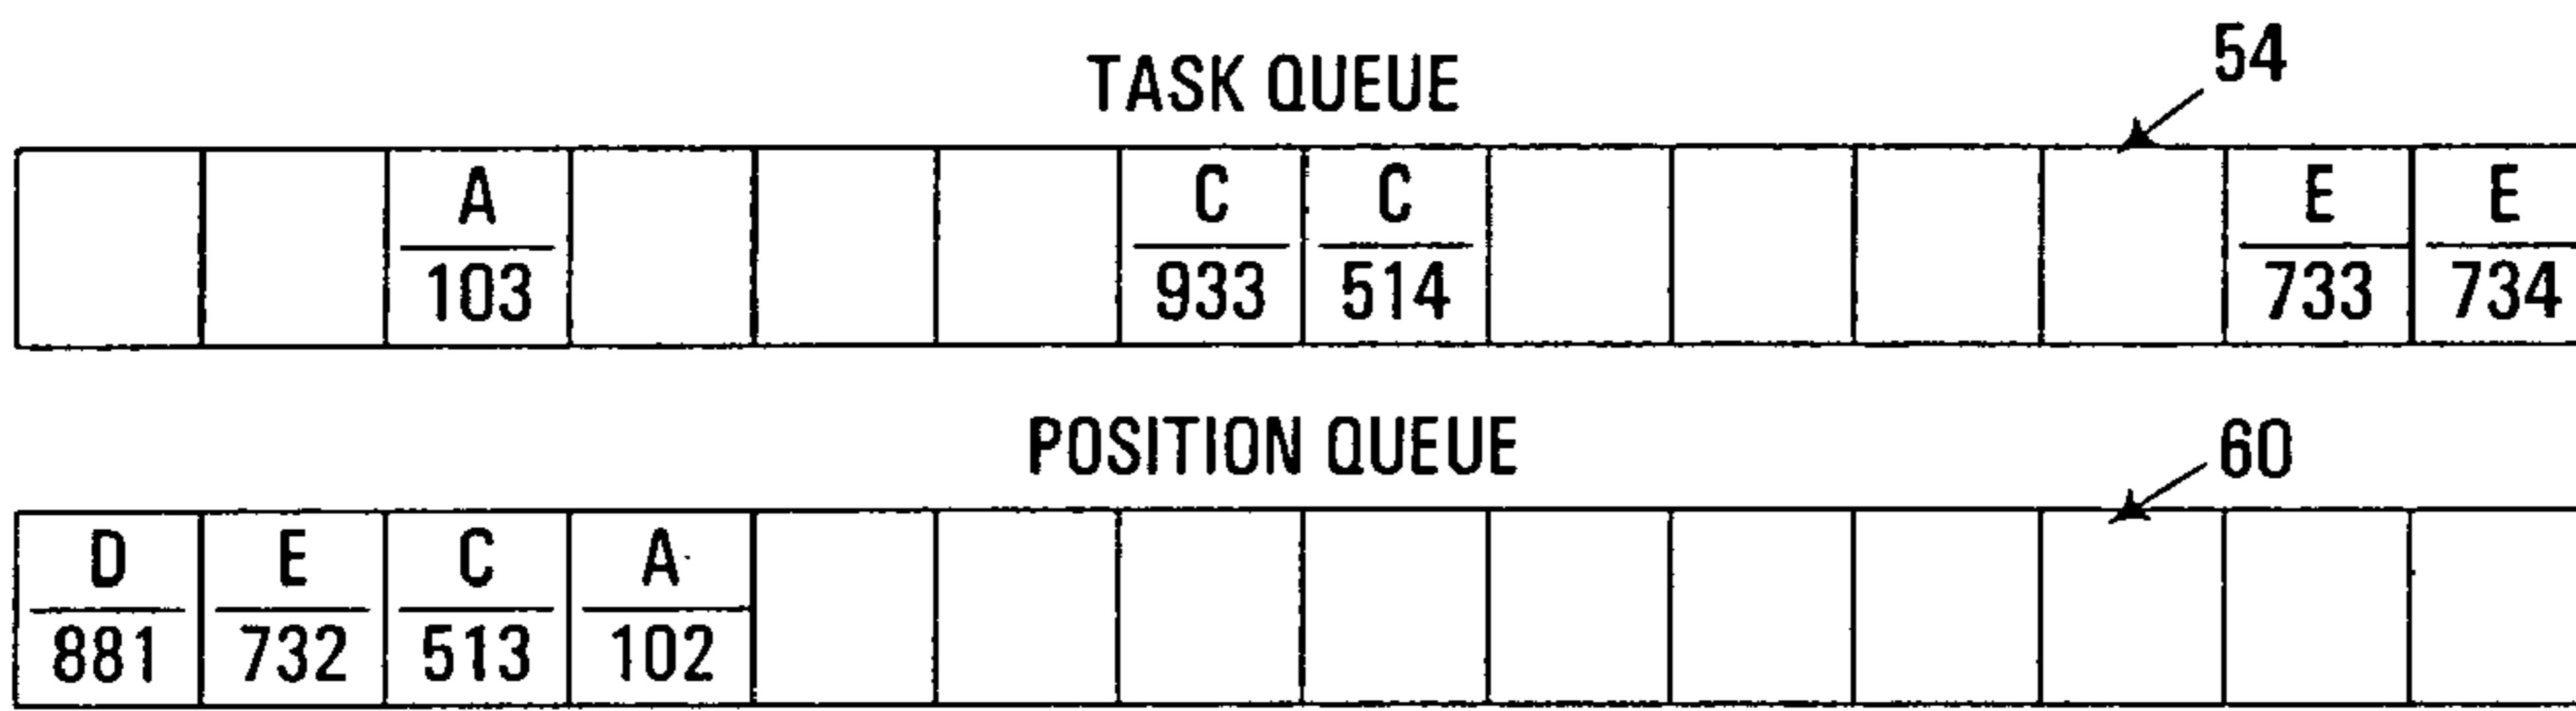 54
TASK QUEUE
A C C E E
103 933 514 733 734
POSITION QUEUE
60
D E C A
881 732 513 102